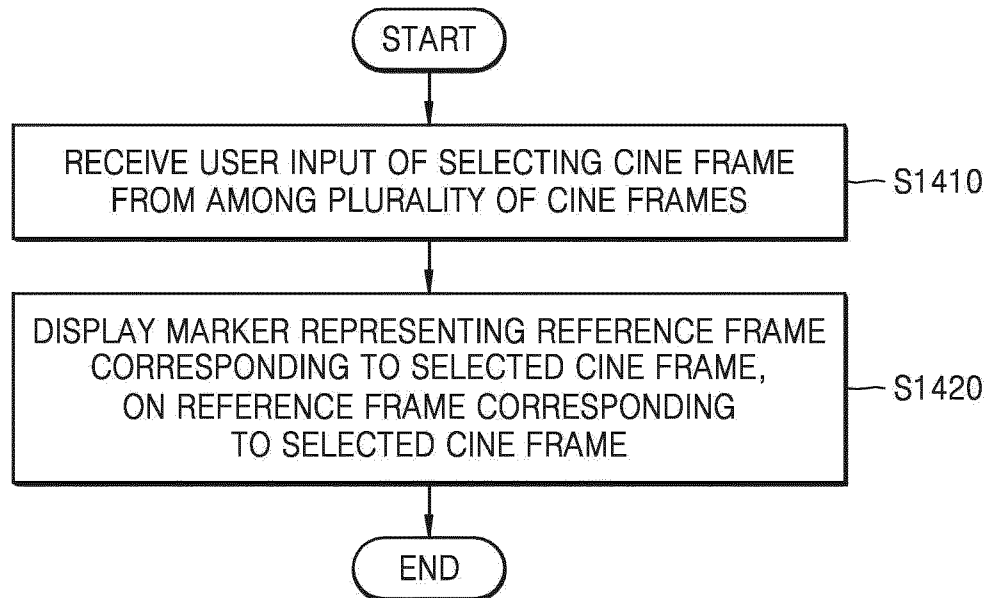 START
RECEIVE USER INPUT OF SELECTING CINE FRAME
FROM AMONG PLURALITY OF CINE FRAMES
S1410
DISPLAY MARKER REPRESENTING REFERENCE FRAME
CORRESPONDING TO SELECTED CINE FRAME,
ON REFERENCE FRAME CORRESPONDING
TO SELECTED CINE FRAME
S1420
END